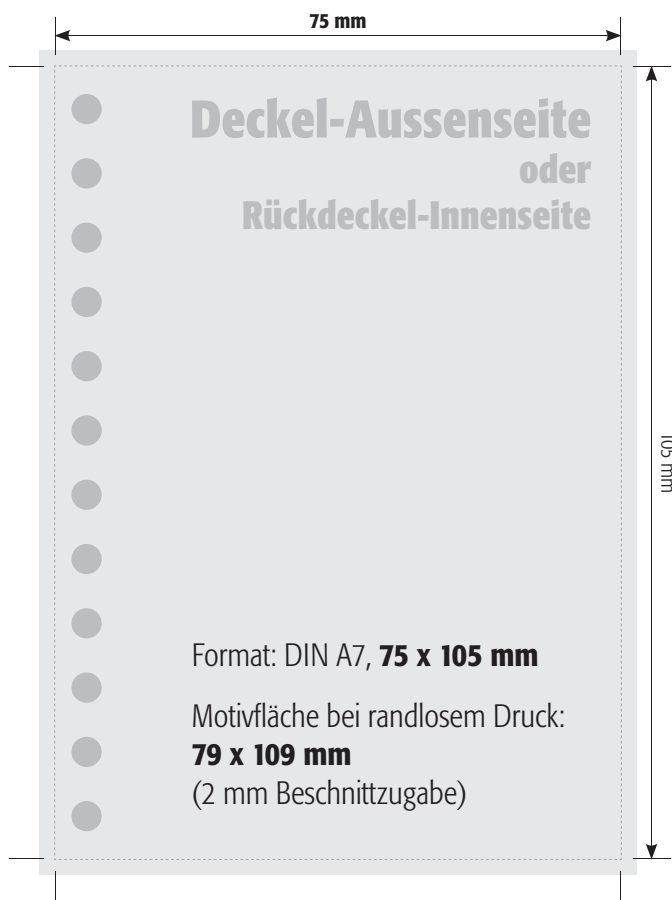 75 mm
Deckel-Aussenseite
oder
Rückdeckel-Innenseite
105 mm
Format: DIN A7, 75 x 105 mm
Motivfläche bei randlosem Druck:
79 x 109 mm
(2 mm Beschnittzugabe)